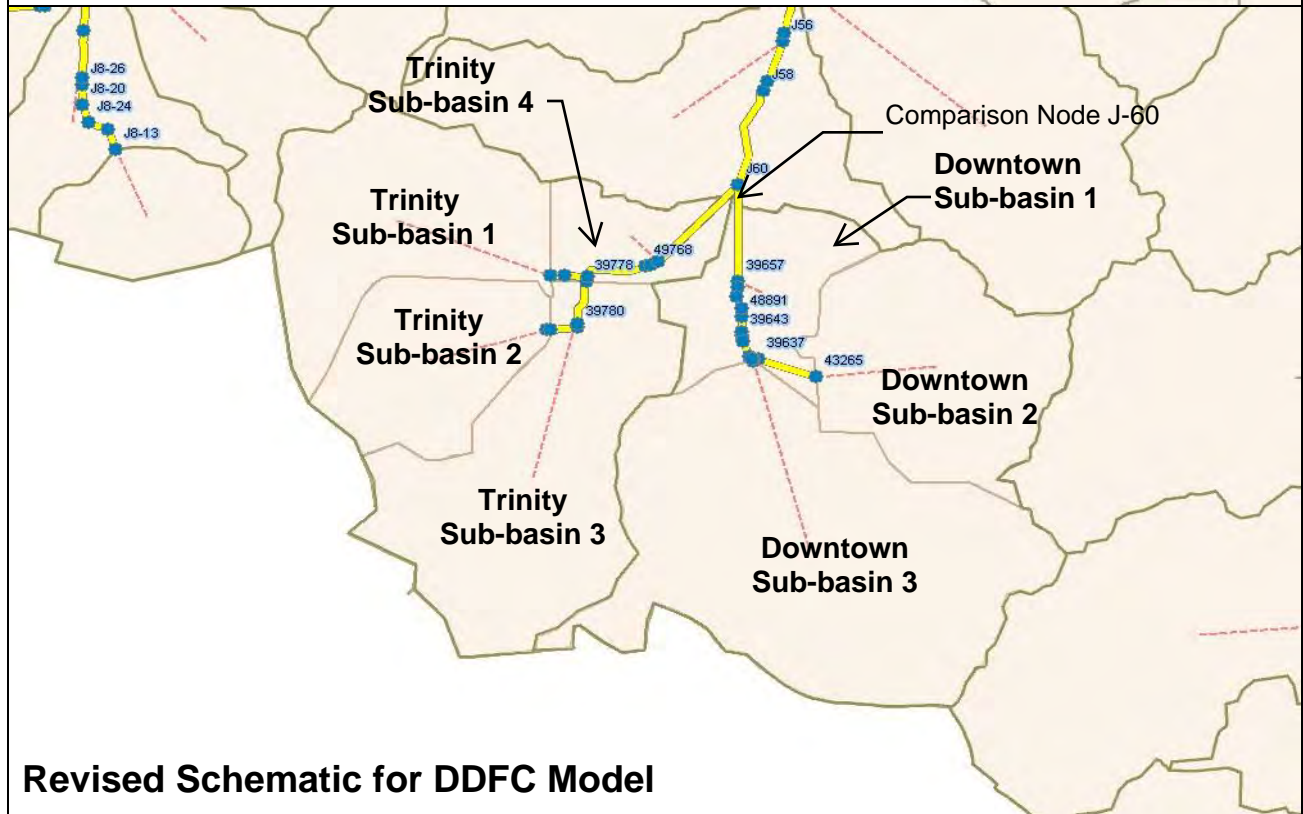 J56
J58
J8-26
J8-20
J8-24
J8-13
Trinity
Sub-basin 4
Comparison Node J-60
J60
Downtown
Sub-basin 1
Trinity
Sub-basin 1
49768
39778
39657
48891
39643
39780
Trinity
Sub-basin 2
39637
43265
Downtown
Sub-basin 2
Trinity
Sub-basin 3
Downtown
Sub-basin 3
Revised Schematic for DDFC Model